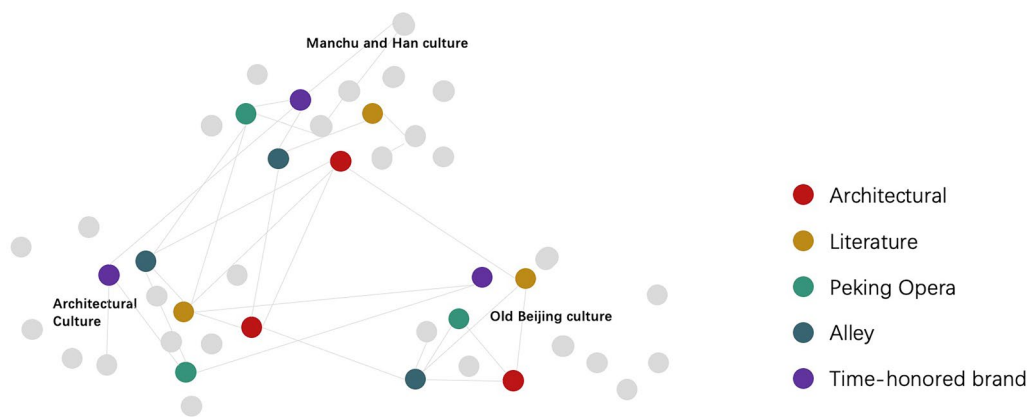 Manchu and Han culture
Architectural
Culture
Old Beijing culture
Architectural
Literature
Peking Opera
Alley
Time-honored brand